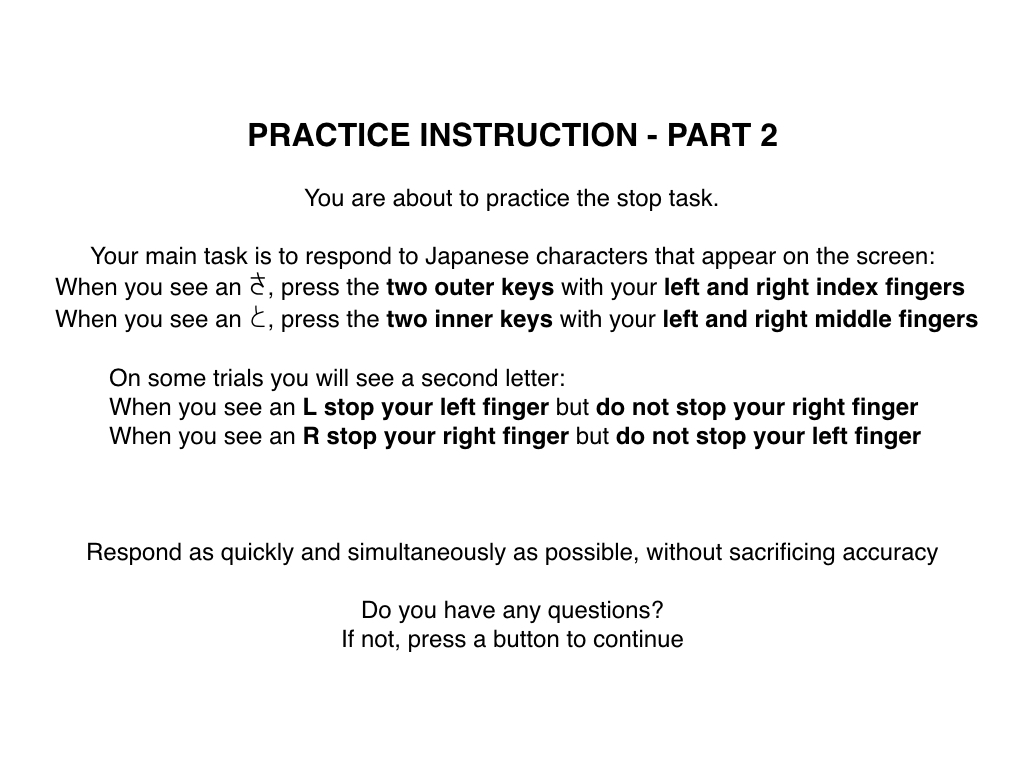 PRACTICE INSTRUCTION - PART 2
You are about to practice the stop task.
Your main task is to respond to Japanese characters that appear on the screen:
When you see an さ, press the two outer keys with your left and right index fingers
When you see an と, press the two inner keys with your left and right middle fingers
On some trials you will see a second letter:
When you see an L stop your left finger but do not stop your right finger
When you see an R stop your right finger but do not stop your left finger
Respond as quickly and simultaneously as possible, without sacrificing accuracy
Do you have any questions?
If not, press a button to continue